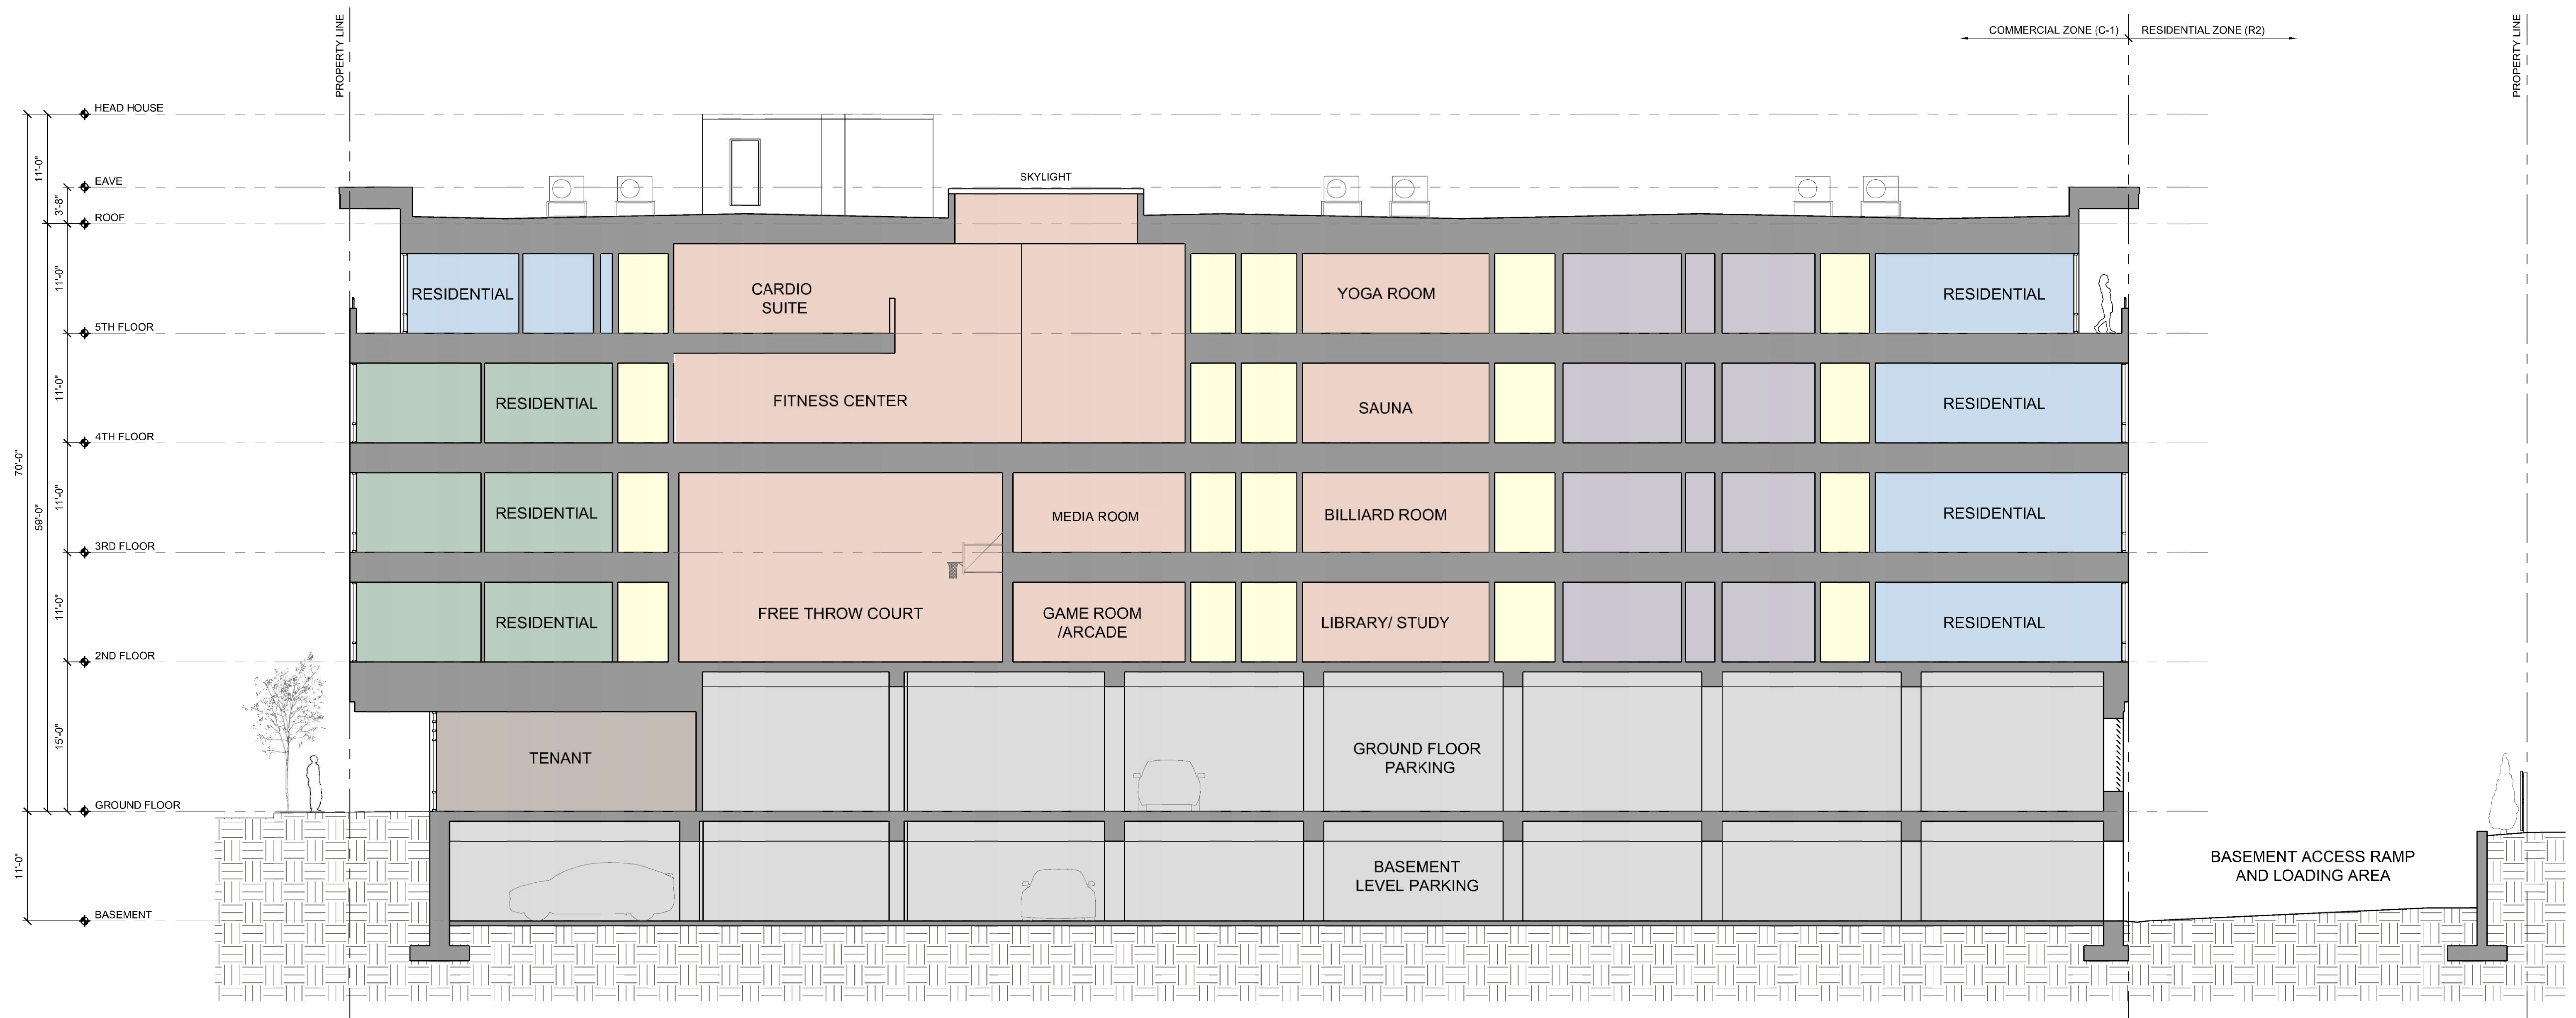 PROPERTY LINE
COMMERCIAL ZONE (C-1)
RESIDENTIAL ZONE (R2)
PROPERTY LINE
HEAD HOUSE
11'-0"
EAVE
SKYLIGHT
3'-8"
ROOF
11'-0"
RESIDENTIAL
CARDIO
SUITE
YOGA ROOM
RESIDENTIAL
5TH FLOOR
11'-0"
RESIDENTIAL
FITNESS CENTER
SAUNA
RESIDENTIAL
4TH FLOOR
70'-0"
59'-0"
11'-0"
RESIDENTIAL
MEDIA ROOM
BILLIARD ROOM
RESIDENTIAL
3RD FLOOR
11'-0"
RESIDENTIAL
FREE THROW COURT
GAME ROOM
/ARCADE
LIBRARY/ STUDY
RESIDENTIAL
2ND FLOOR
15'-0"
TENANT
GROUND FLOOR
PARKING
GROUND FLOOR
11'-0"
BASEMENT
LEVEL PARKING
BASEMENT ACCESS RAMP
AND LOADING AREA
BASEMENT